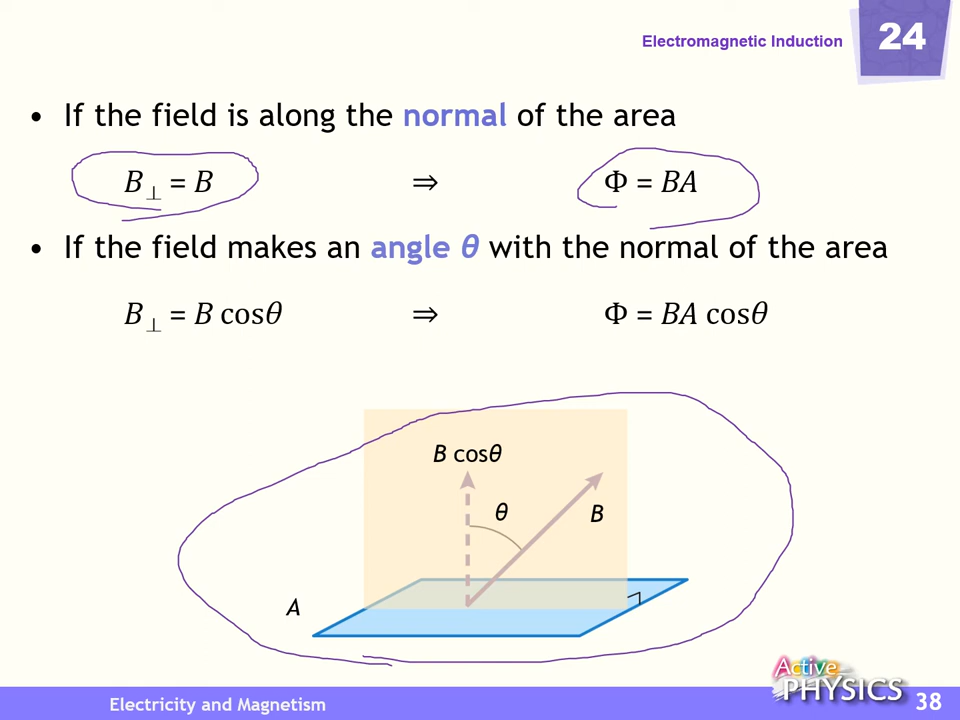 Electromagnetic Induction 24
• If the field is along the normal of the area
B⊥ = B ⇒ Φ = BA
• If the field makes an angle θ with the normal of the area
B⊥ = B cosθ ⇒ Φ = BA cosθ
B cosθ
θ
B
A
Active
PHYSICS
Electricity and Magnetism 38